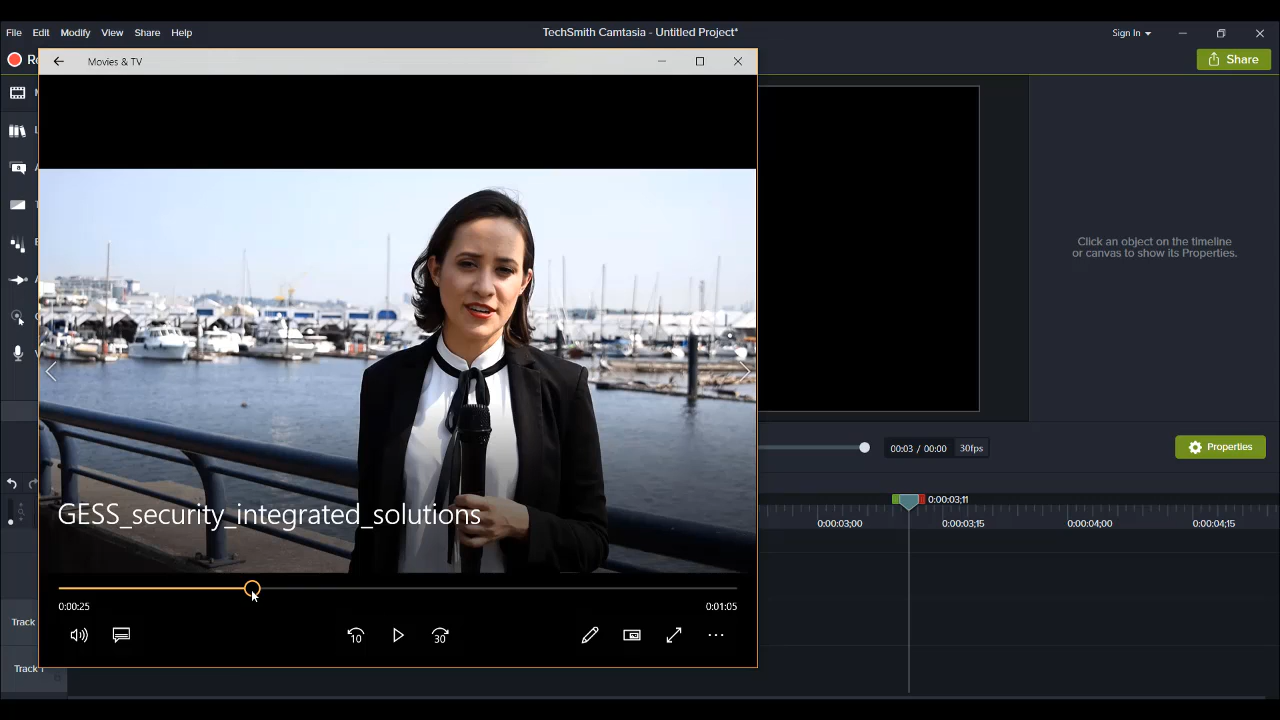 File Edit Modify View Share Help
TechSmith Camtasia - Untitled Project*
Sign In
Share
Movies & TV
Click an object on the timeline
or canvas to show its Properties.
00:03 / 00:00 30fps
Properties
0:00:03;11
0:00:03;00 0:00:03;15 0:00:04;00 0:00:04;15
GESS_security_integrated_solutions
0:00:25
0:01:05
10
30
Track
Track 1